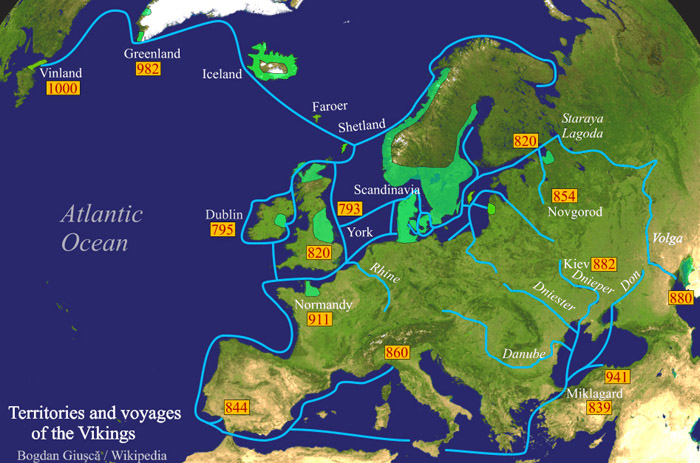 Vinland
1000
Greenland
982
Iceland
Faroer
Shetland
Staraya
Lagoda
820
Scandinavia
854
Novgorod
Dublin
795
793
York
820
Atlantic
Ocean
Rhine
Normandy
911
Kiev 882
Dnieper
Dniester
Don
Volga
880
Danube
860
941
Miklagard
839
844
Territories and voyages
of the Vikings
Bogdan Giuşcă / Wikipedia